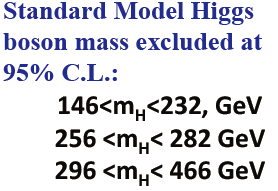 Standard Model Higgs
boson mass excluded at
95% C.L.:
146<mH<232, GeV
256 <mH< 282 GeV
296 <mH< 466 GeV